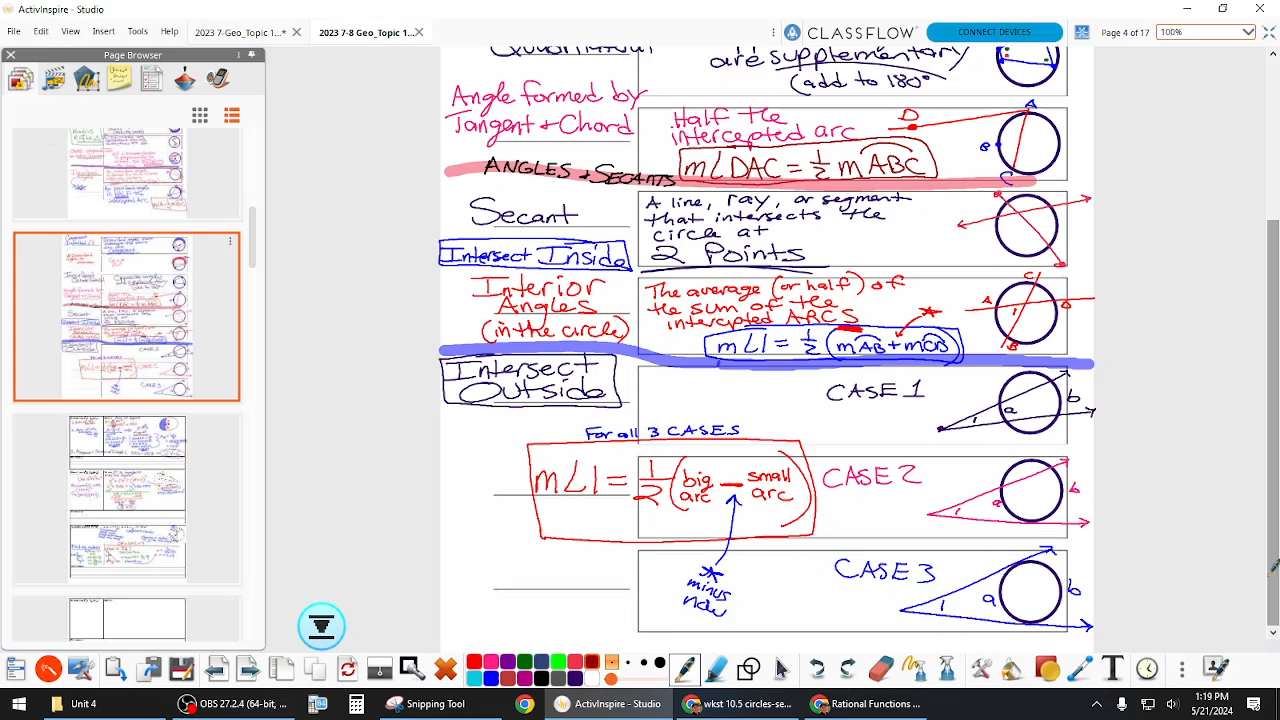 ActivInspire - Studio
File Edit View Insert Tools Help
2023 7-Geo_Topic 1...*
2023 7-8 Geo_Topic 1...
CLASSFLOW
CONNECT DEVICES
Page 4 of 17
100%
Page Browser
Quadrilateral
are supplementary
(add to 180°
Angle formed by
Tangent + Chord
Half the
intercepted arc
m∠DAC = 1/2 mABC
D
A
B
C
ANGLES + SECANTS
Secant
A line, ray, or segment
that intersects the
circle at
2 Points
Intersect Inside
Interior
Angles
(in the circle)
The average (or half) of
the sum of the
intercepted ARCS
m∠1 = 1/2 (mAB + mCD)
A
C
D
B
1
Intersect
Outside
CASE 1
1
a
b
For all 3 CASES
m∠1 = 1/2 (big arc - small arc)
CASE 2
1
a
b
*
minus
now
CASE 3
1
a
b
Unit 4
OBS 27.2.4 (64-bit, ...
Snipping Tool
ActivInspire - Studio
wkst 10.5 circles-se...
Rational Functions ...
1:19 PM
5/21/2024